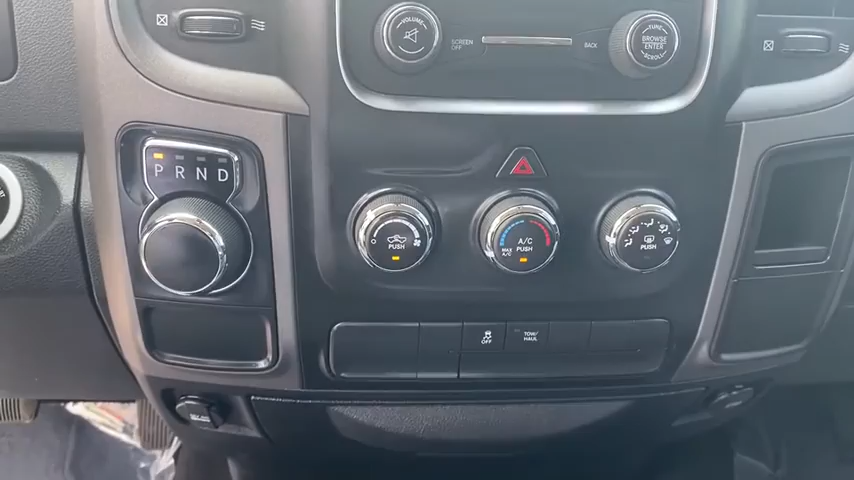 VOLUME
SCREEN
OFF
BACK
TUNE
BROWSE
ENTER
SCROLL
P R N D
PUSH
A/C
PUSH
MAX
A/C
PUSH
OFF
TOW/
HAUL